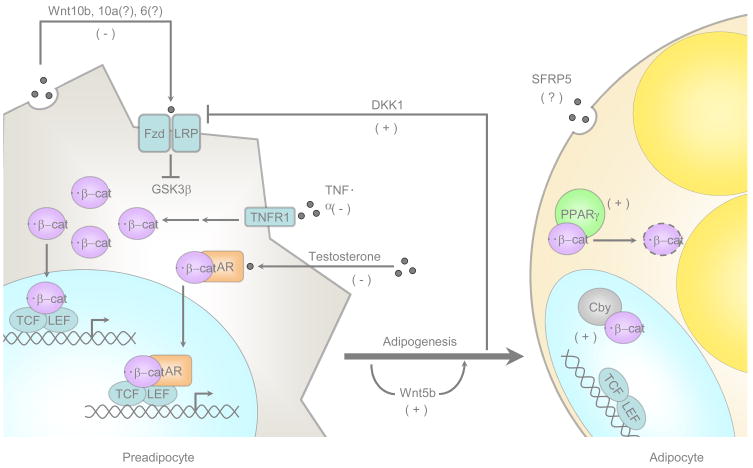 Wnt10b, 10a(?), 6(?)
( - )
SFRP5
( ? )
DKK1
( + )
Fzd
LRP
GSK3β
TNF·
α( - )
TNFR1
··β–cat
··β–cat
··β–cat
··β–cat
PPARγ
( + )
··β–cat
··β–cat
··β–cat
AR
Testosterone
( - )
··β–cat
TCF
LEF
Cby
( + )
··β–cat
Adipogenesis
··β–cat
AR
TCF
LEF
Wnt5b
( + )
TCF
LEF
Preadipocyte
Adipocyte